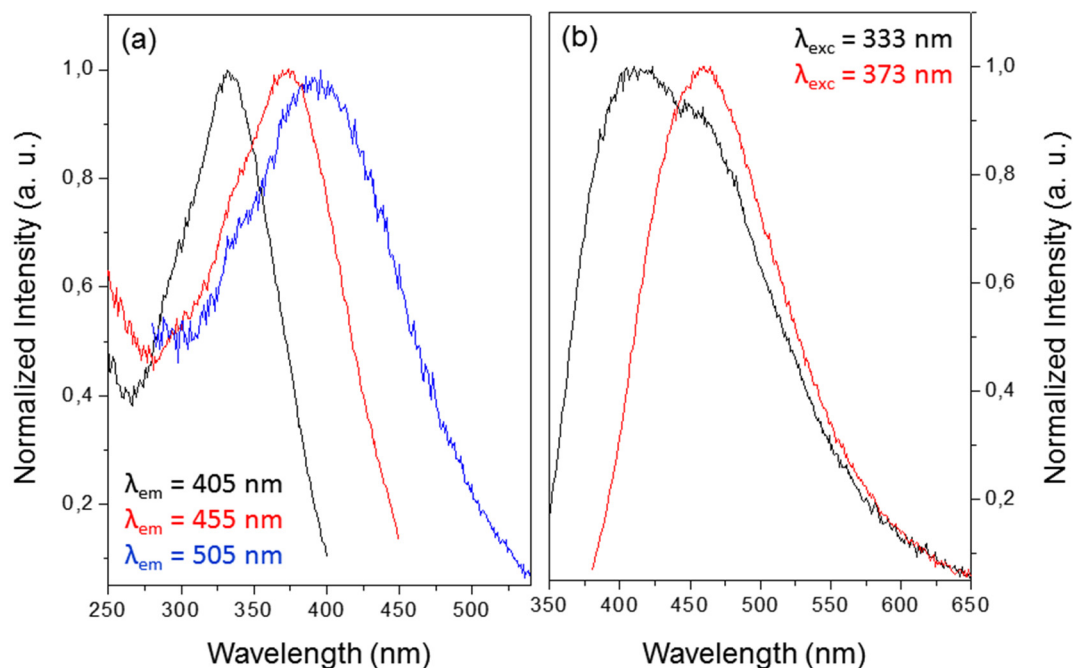 (a)
(b)
λexc = 333 nm
λexc = 373 nm
1,0
0,8
0,6
0,4
0,2
Normalized Intensity (a. u.)
λem = 405 nm
λem = 455 nm
λem = 505 nm
250 300 350 400 450 500
Wavelength (nm)
1,0
0,8
0,6
0,4
0,2
Normalized Intensity (a. u.)
350 400 450 500 550 600 650
Wavelength (nm)